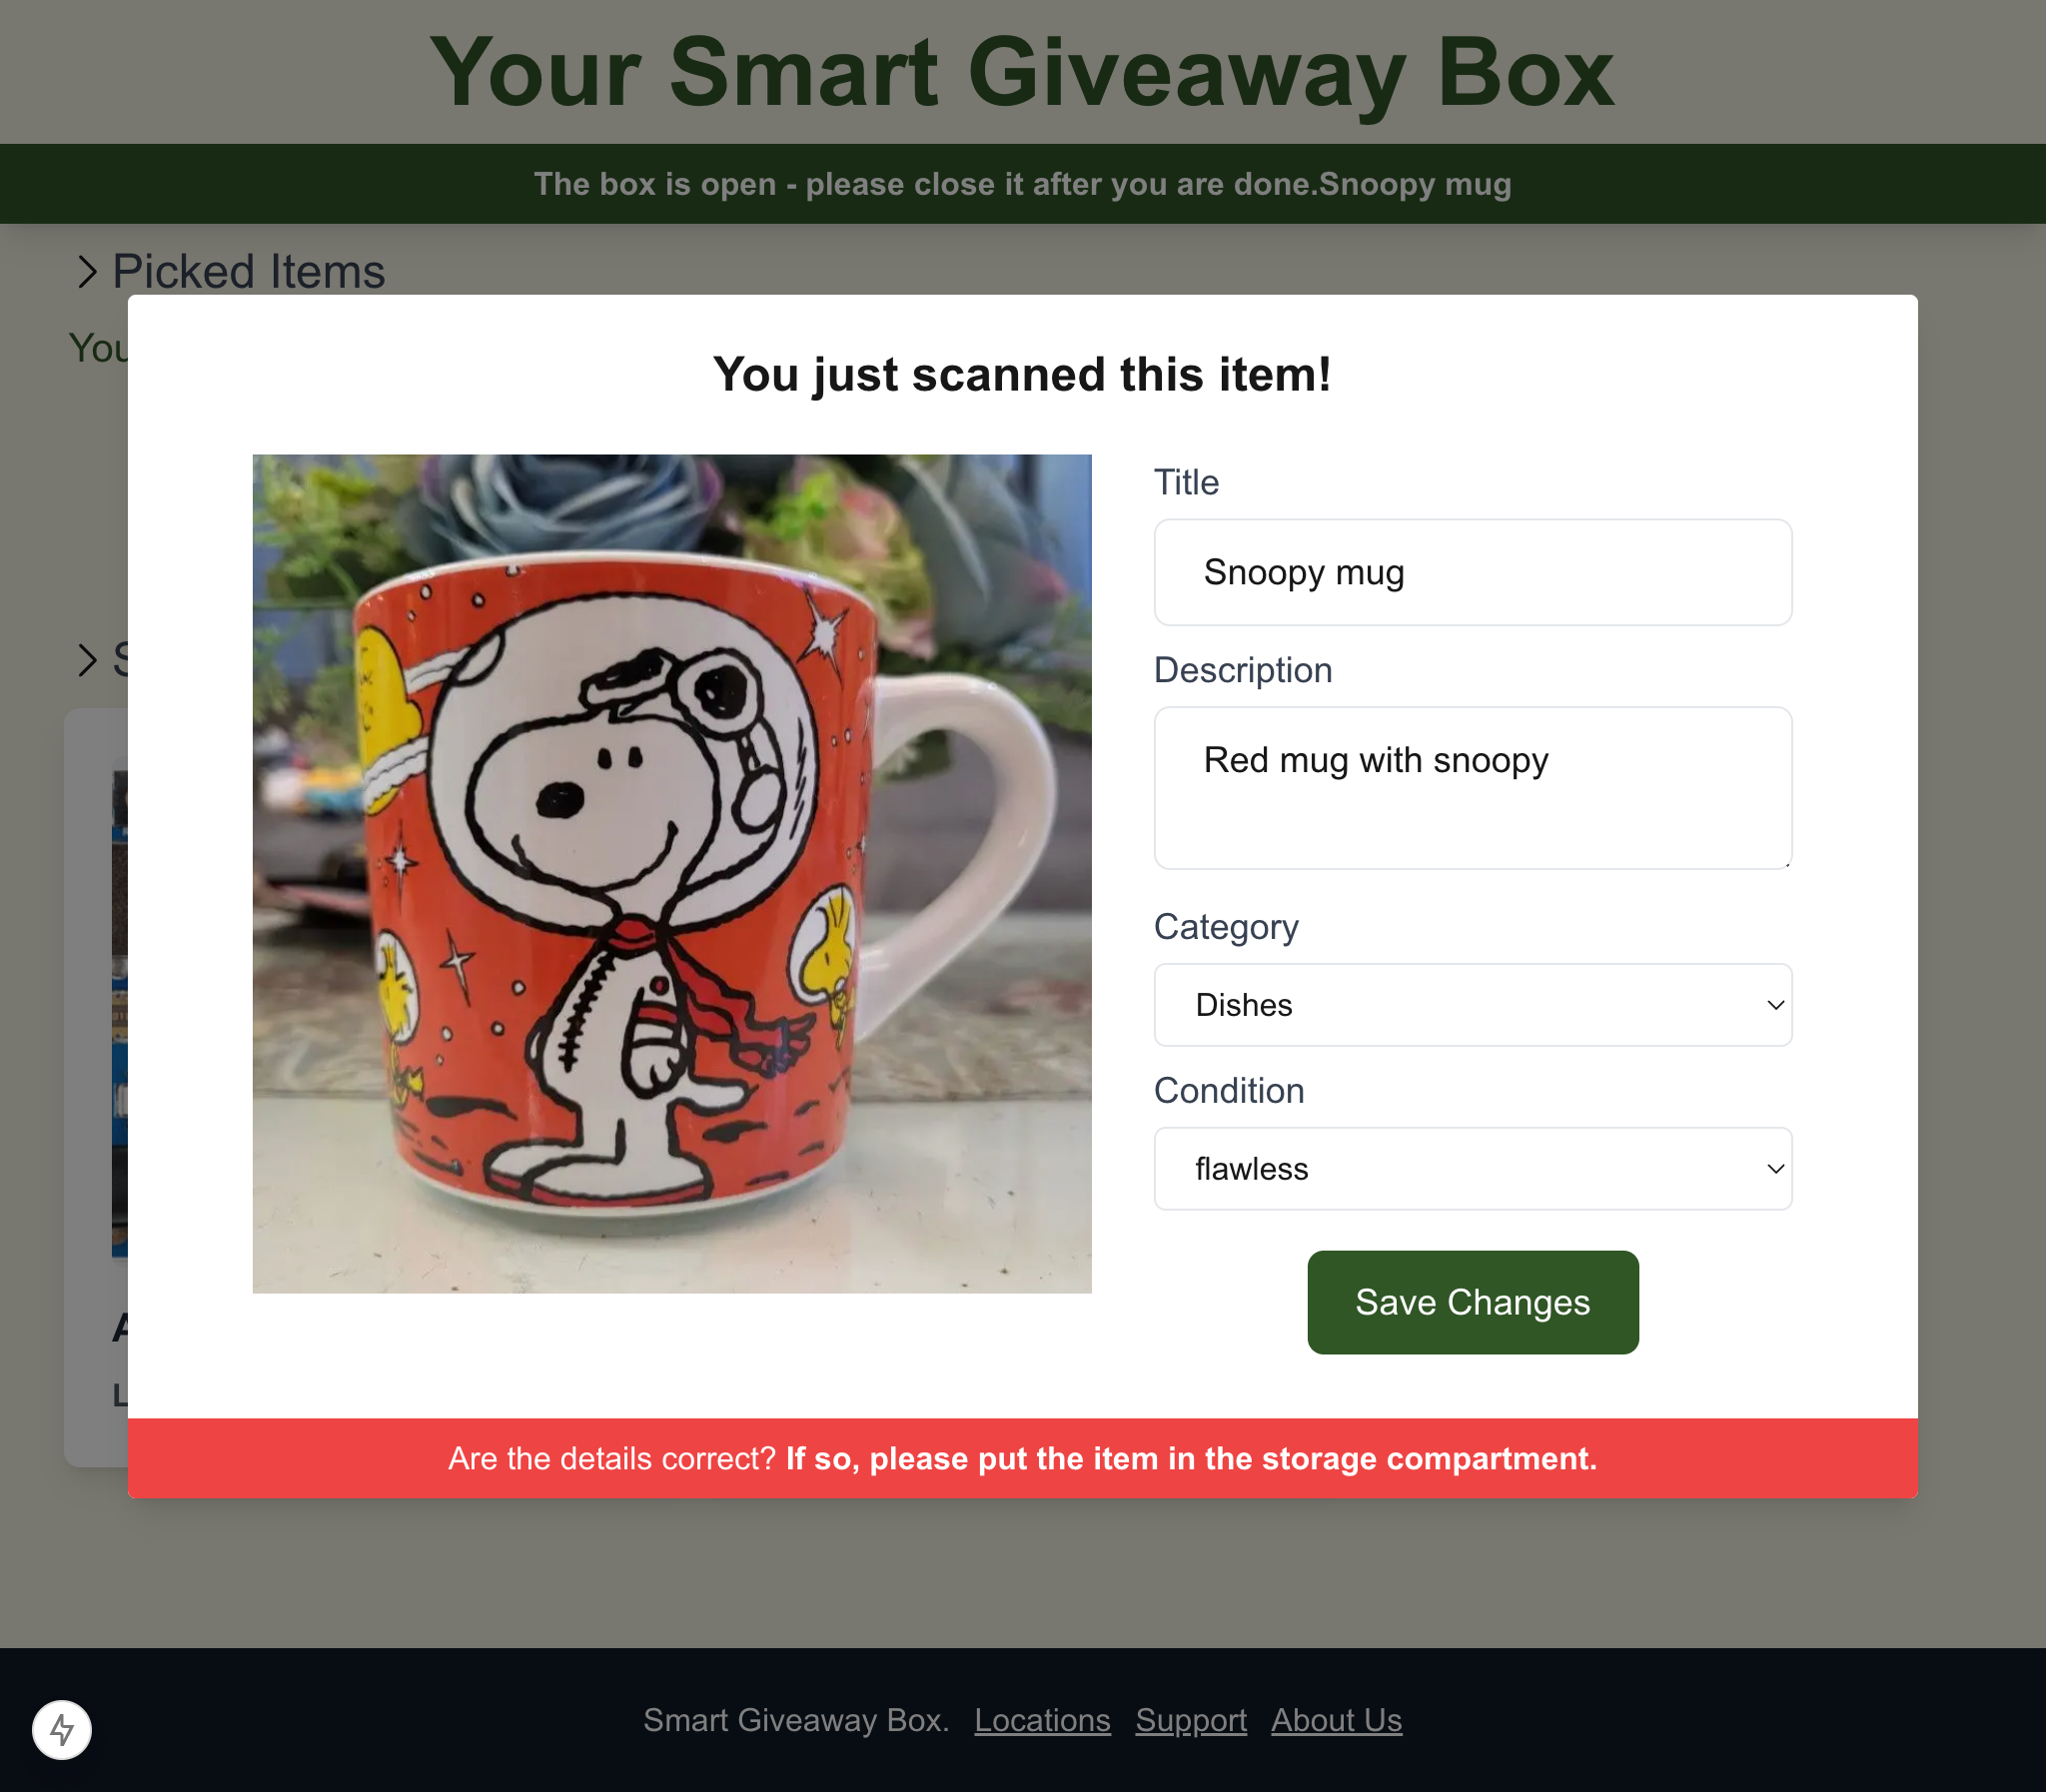 Your Smart Giveaway Box
The box is open - please close it after you are done.Snoopy mug
Picked Items
You just scanned this item!
Title
Snoopy mug
Description
Red mug with snoopy
Category
Dishes
Condition
flawless
Save Changes
Are the details correct? If so, please put the item in the storage compartment.
Smart Giveaway Box. Locations Support About Us